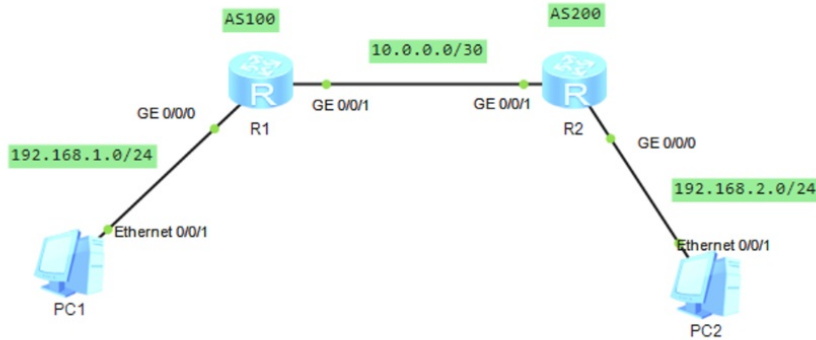 AS100
AS200
10.0.0.0/30
R
R
GE 0/0/1
GE 0/0/1
GE 0/0/0
R1
R2
GE 0/0/0
192.168.1.0/24
192.168.2.0/24
Ethernet 0/0/1
Ethernet 0/0/1
PC1
PC2